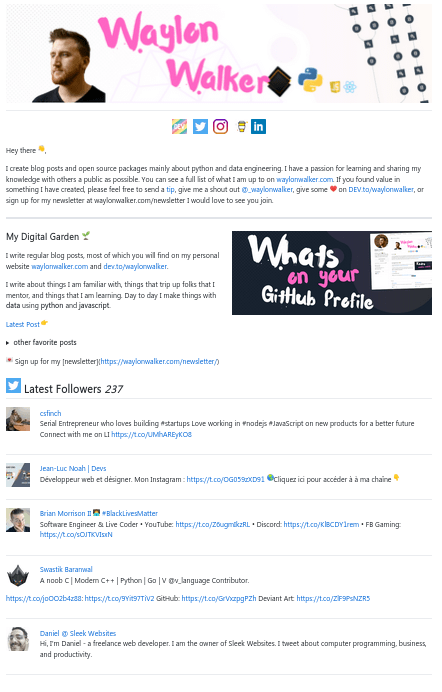 Waylon
Walker
DEV
Hey there 👋,
I create blog posts and open source packages mainly about python and data engineering. I have a passion for learning and sharing my
knowledge with others a public as possible. You can see a full list of what I am up to on waylonwalker.com. If you found value in
something I have created, please feel free to send a tip, give me a shout out @_waylonwalker, give some ❤️ on DEV.to/waylonwalker, or
sign up for my newsletter at waylonwalker.com/newsletter I would love to see you join.
My Digital Garden 🌱
I write regular blog posts, most of which you will find on my personal
website waylonwalker.com and dev.to/waylonwalker.
I write about things I am familiar with, things that trip up folks that I
mentor, and things that I am learning. Day to day I make things with
data using python and javascript.
Latest Post 👉
▸ other favorite posts
💌 Sign up for my [newsletter](https://waylonwalker.com/newsletter/)
Whats
on your
GitHub Profile
Latest Followers 237
csfinch
Serial Entrepreneur who loves building #startups Love working in #nodejs #JavaScript on new products for a better future
Connect with me on LI https://t.co/UMhAREyKO8
Jean-Luc Noah | Devs
Développeur web et désigner. Mon Instagram : https://t.co/OG059zXD91 🌍Cliquez ici pour accéder à à ma chaîne 👇
Brian Morrison II 👨‍💻 #BlackLivesMatter
Software Engineer & Live Coder • YouTube: https://t.co/Z6ugmlkzRL • Discord: https://t.co/KlBCDY1rem • FB Gaming:
https://t.co/sOJTKVIsxN
Swastik Baranwal
A noob C | Modern C++ | Python | Go | V @v_language Contributor.
https://t.co/joOO2b4z88: https://t.co/9Yit97TiV2 GitHub: https://t.co/GrVxzpgPZh Deviant Art: https://t.co/ZlF9PsNZR5
Daniel @ Sleek Websites
Hi, I'm Daniel - a freelance web developer. I am the owner of Sleek Websites. I tweet about computer programming, business,
and productivity.